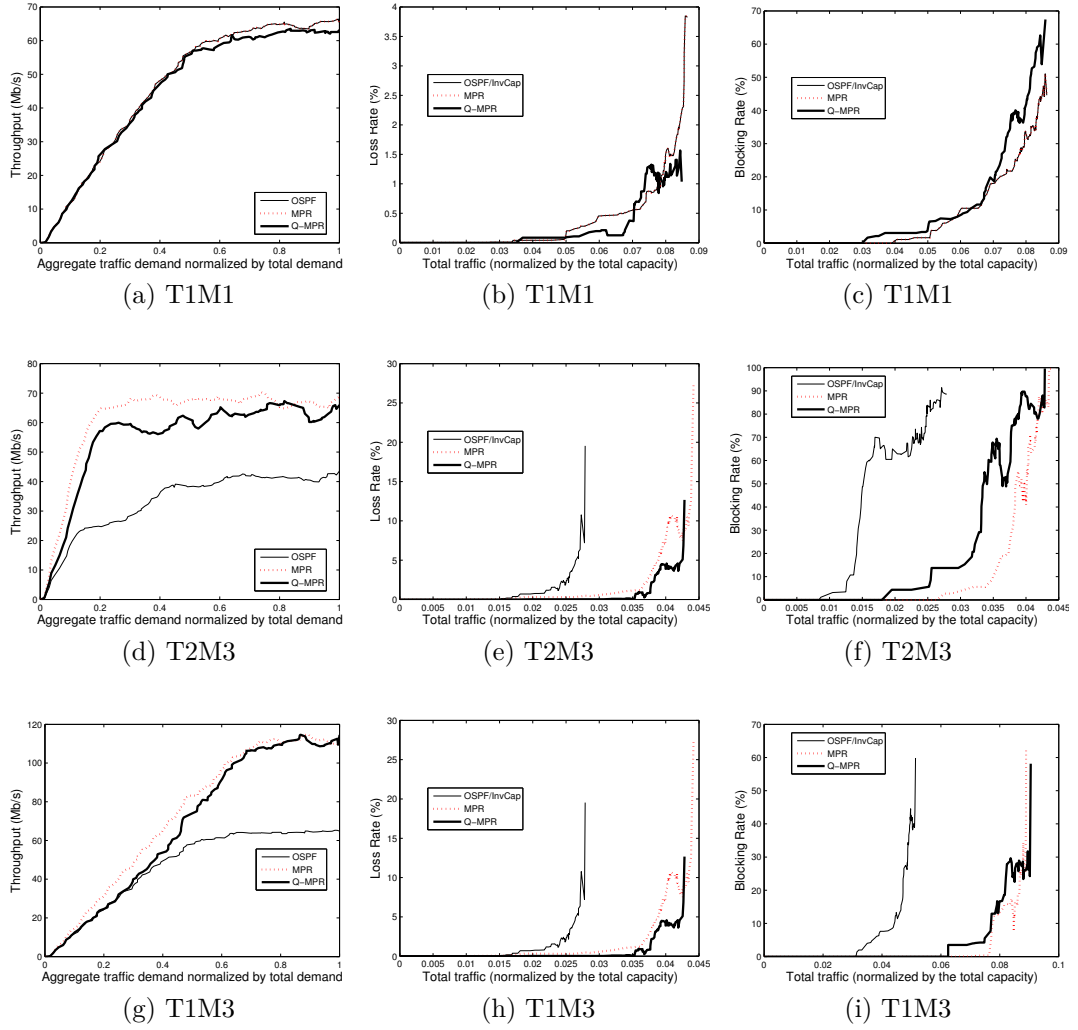 70
60
50
40
30
20
10
0
0 0.2 0.4 0.6 0.8 1
Throughput (Mb/s)
Aggregate traffic demand normalized by total demand
OSPF
MPR
Q−MPR
(a) T1M1
4
3.5
3
2.5
2
1.5
1
0.5
0
0 0.01 0.02 0.03 0.04 0.05 0.06 0.07 0.08 0.09
Loss Rate (%)
Total traffic (normalized by the total capacity)
OSPF/InvCap
MPR
Q−MPR
(b) T1M1
70
60
50
40
30
20
10
0
0 0.01 0.02 0.03 0.04 0.05 0.06 0.07 0.08 0.09
Blocking Rate (%)
Total traffic (normalized by the total capacity)
OSPF/InvCap
MPR
Q−MPR
(c) T1M1
80
70
60
50
40
30
20
10
0
0 0.2 0.4 0.6 0.8 1
Throughput (Mb/s)
Aggregate traffic demand normalized by total demand
OSPF
MPR
Q−MPR
(d) T2M3
30
25
20
15
10
5
0
0 0.005 0.01 0.015 0.02 0.025 0.03 0.035 0.04 0.045
Loss Rate (%)
Total traffic (normalized by the total capacity)
OSPF/InvCap
MPR
Q−MPR
(e) T2M3
100
90
80
70
60
50
40
30
20
10
0
0 0.005 0.01 0.015 0.02 0.025 0.03 0.035 0.04 0.045
Blocking Rate (%)
Total traffic (normalized by the total capacity)
OSPF/InvCap
MPR
Q−MPR
(f) T2M3
120
100
80
60
40
20
0
0 0.2 0.4 0.6 0.8 1
Throughput (Mb/s)
Aggregate traffic demand normalized by total demand
OSPF
MPR
Q−MPR
(g) T1M3
30
25
20
15
10
5
0
0 0.005 0.01 0.015 0.02 0.025 0.03 0.035 0.04 0.045
Loss Rate (%)
Total traffic (normalized by the total capacity)
OSPF/InvCap
MPR
Q−MPR
(h) T1M3
70
60
50
40
30
20
10
0
0 0.02 0.04 0.06 0.08 0.1
Blocking Rate (%)
Total traffic (normalized by the total capacity)
OSPF/InvCap
MPR
Q−MPR
(i) T1M3